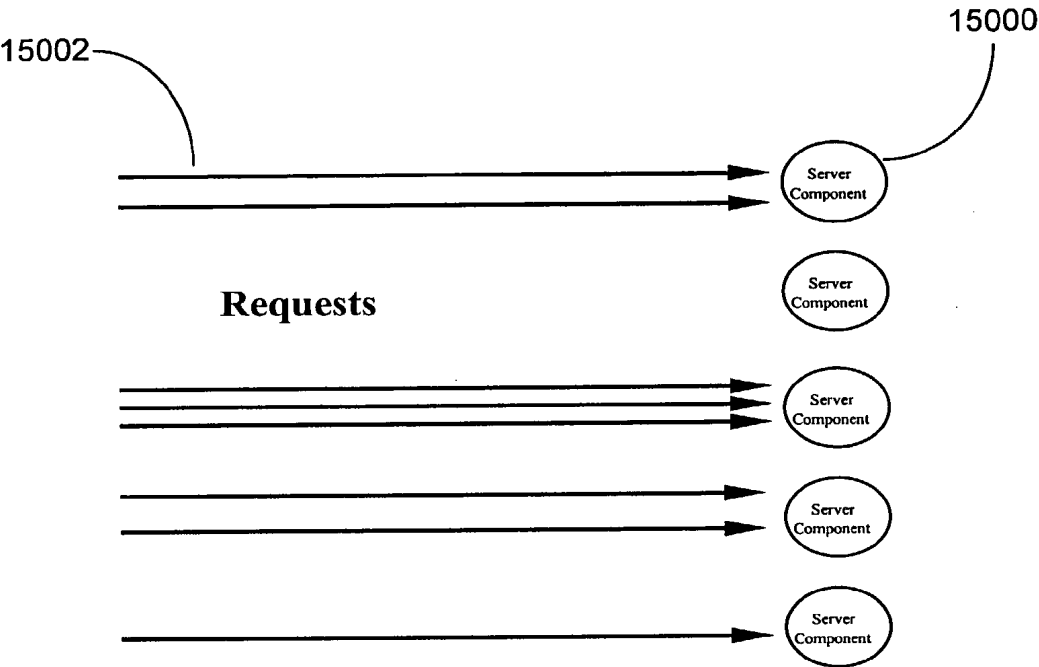 15000
15002
Server
Component
Server
Component
Requests
Server
Component
Server
Component
Server
Component